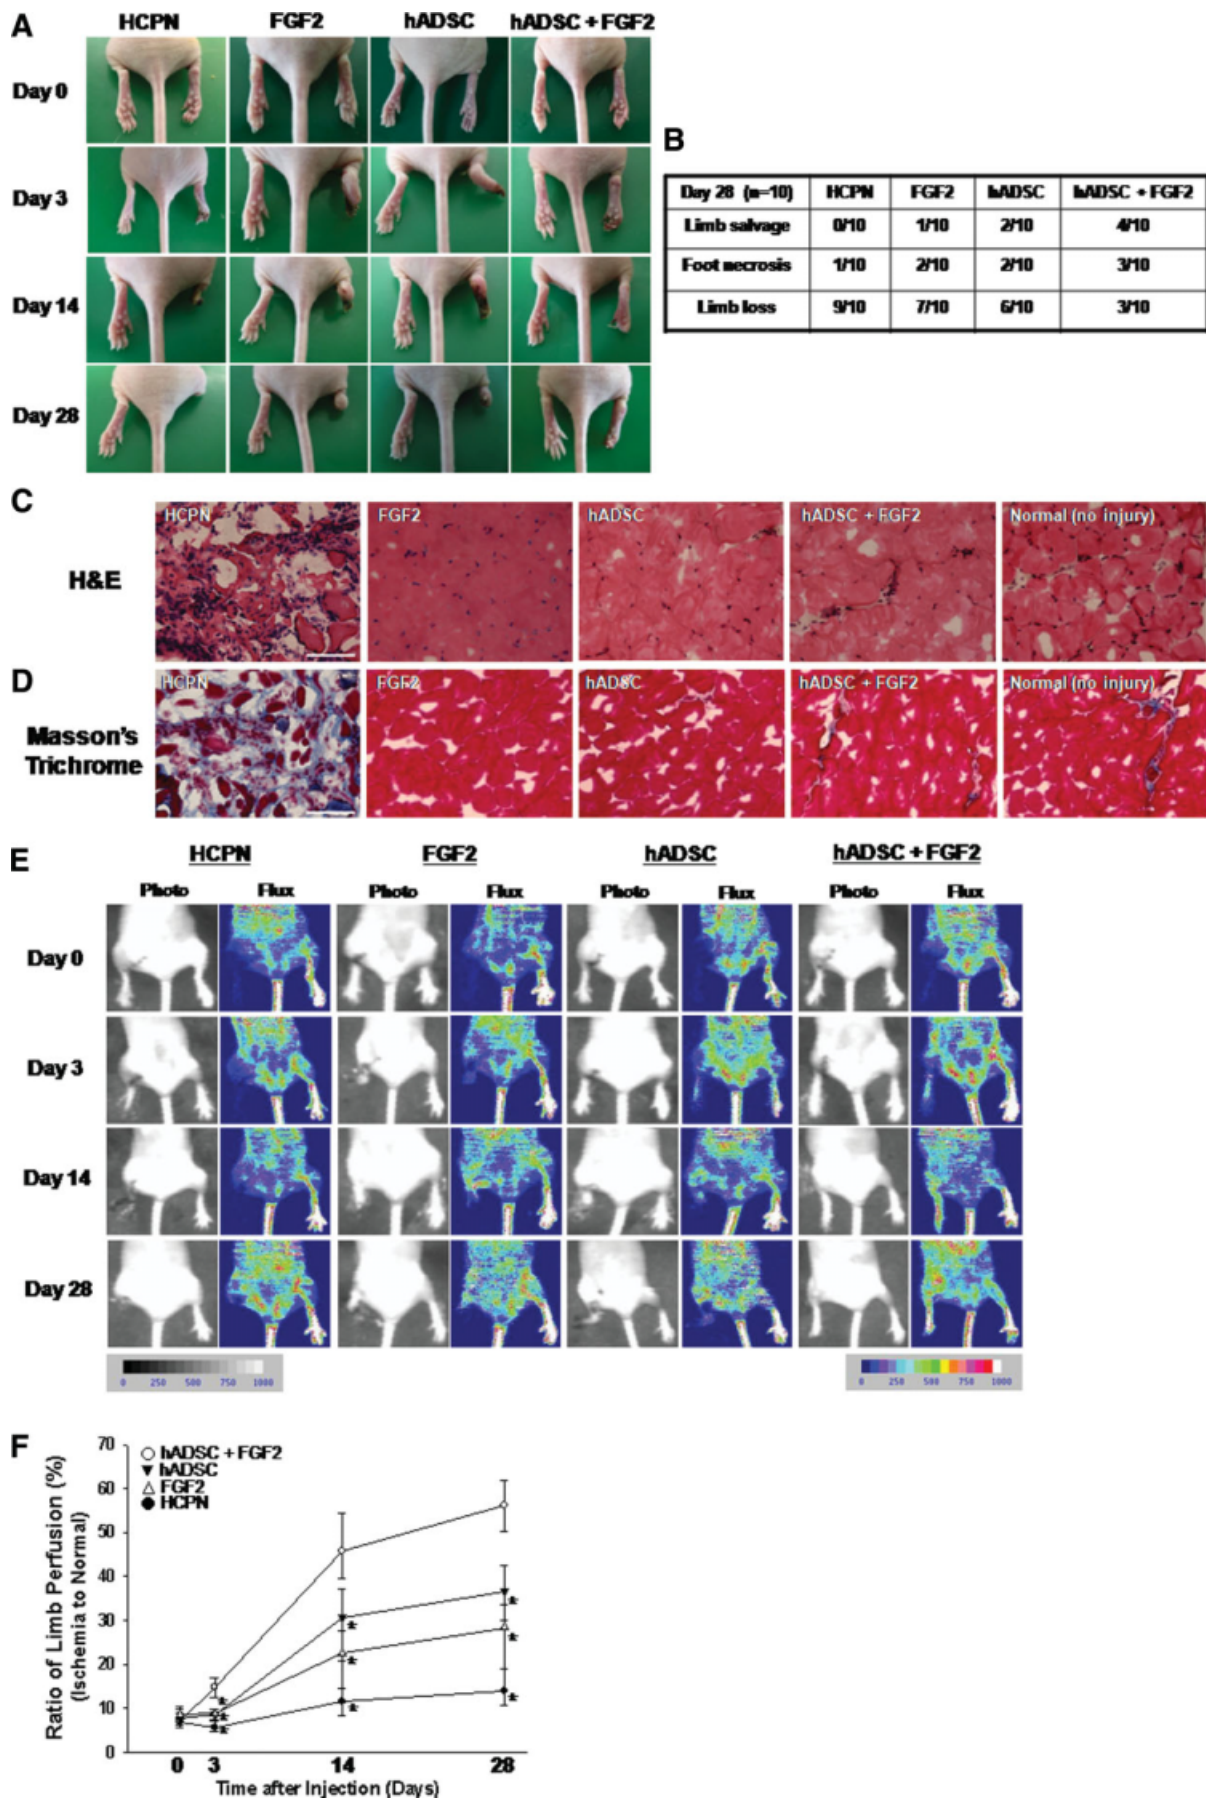 A
HCPN FGF2 hADSC hADSC + FGF2
Day 0
Day 3
Day 14
Day 28
B
Day 28 (n=10) HCPN FGF2 hADSC hADSC + FGF2
Limb salvage 0/10 1/10 2/10 4/10
Foot necrosis 1/10 2/10 2/10 3/10
Limb loss 9/10 7/10 6/10 3/10
C
H&E
HCPN FGF2 hADSC hADSC + FGF2 Normal (no injury)
D
Masson's
Trichrome
HCPN FGF2 hADSC hADSC + FGF2 Normal (no injury)
E
HCPN FGF2 hADSC hADSC + FGF2
Photo Flux Photo Flux Photo Flux Photo Flux
Day 0
Day 3
Day 14
Day 28
0 250 500 750 1000
0 250 500 750 1000
F
Ratio of Limb Perfusion (%)
(Ischemia to Normal)
70
60
50
40
30
20
10
0
hADSC + FGF2
hADSC
FGF2
HCPN
* * * * * * * * *
0 3 14 28
Time after Injection (Days)